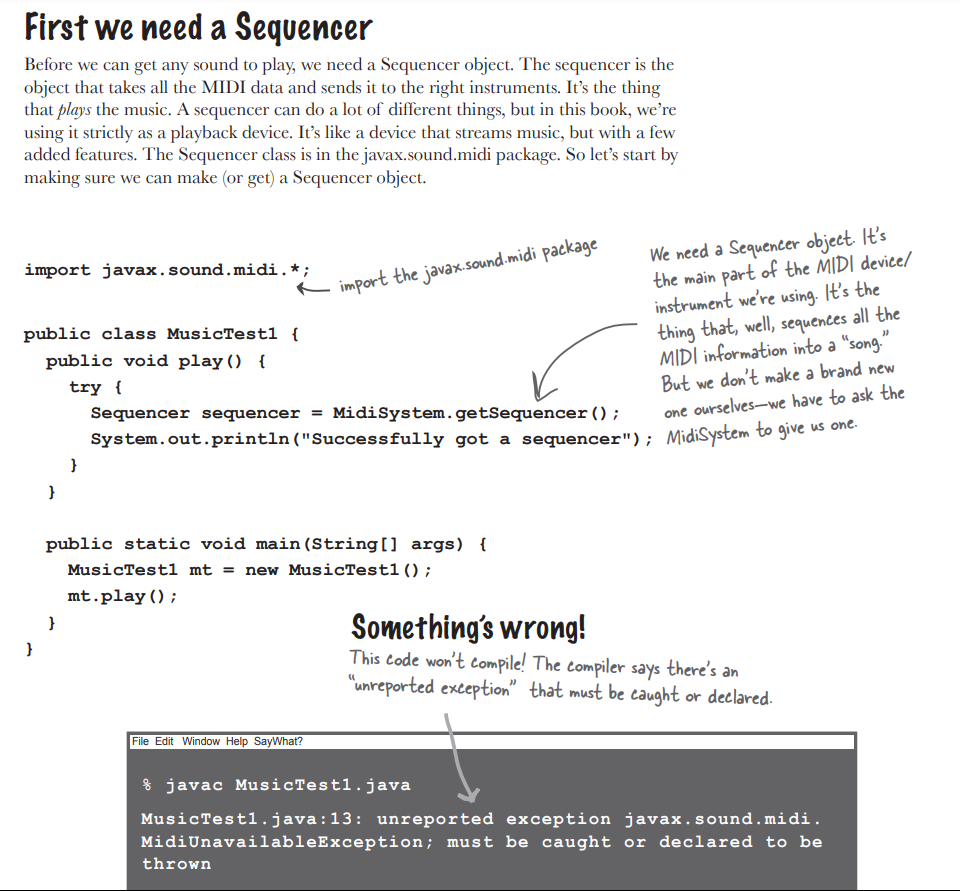 First we need a Sequencer
Before we can get any sound to play, we need a Sequencer object. The sequencer is the
object that takes all the MIDI data and sends it to the right instruments. It’s the thing
that plays the music. A sequencer can do a lot of different things, but in this book, we’re
using it strictly as a playback device. It’s like a device that streams music, but with a few
added features. The Sequencer class is in the javax.sound.midi package. So let’s start by
making sure we can make (or get) a Sequencer object.
import javax.sound.midi.*;
import the javax.sound.midi package
We need a Sequencer object. It’s
the main part of the MIDI device/
instrument we’re using. It’s the
thing that, well, sequences all the
MIDI information into a “song.”
But we don’t make a brand new
one ourselves—we have to ask the
MidiSystem to give us one.
public class MusicTest1 {
public void play() {
try {
Sequencer sequencer = MidiSystem.getSequencer();
System.out.println("Successfully got a sequencer");
}
}
public static void main(String[] args) {
MusicTest1 mt = new MusicTest1();
mt.play();
}
}
Something’s wrong!
This code won’t compile! The compiler says there’s an
“unreported exception” that must be caught or declared.
File Edit Window Help SayWhat?
% javac MusicTest1.java
MusicTest1.java:13: unreported exception javax.sound.midi.
MidiUnavailableException; must be caught or declared to be
thrown